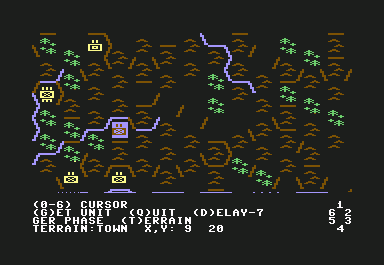 (0-6) CURSOR 1
(G)ET UNIT (Q)UIT (D)ELAY-7 6 2
GER PHASE (T)ERRAIN 5 3
TERRAIN:TOWN X,Y: 9 20 4